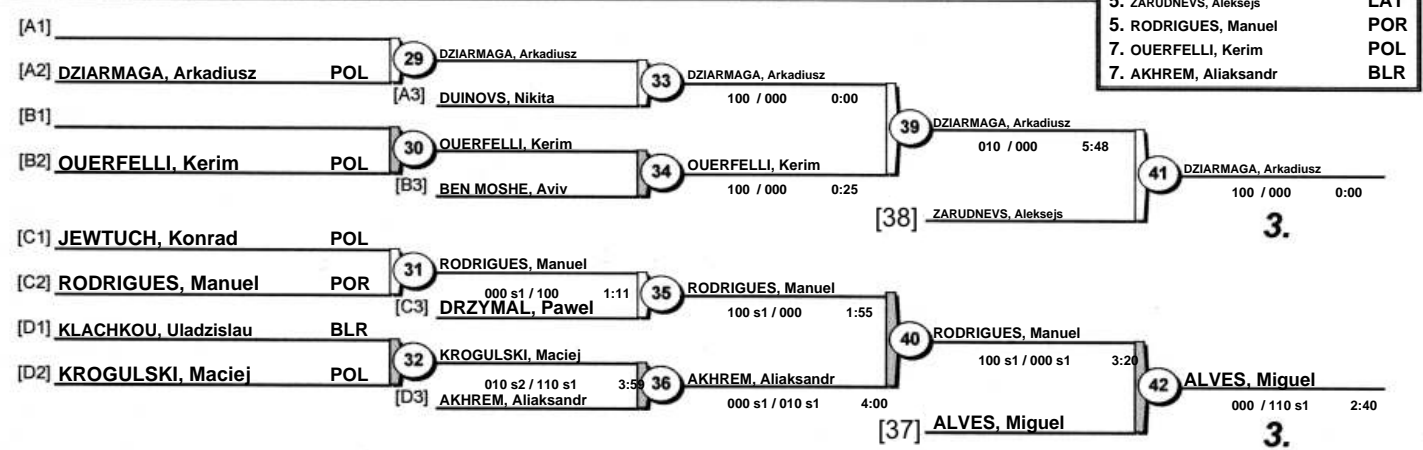 5. ZARUDNEVS, Aleksejs LAT
5. RODRIGUES, Manuel POR
7. OUERFELLI, Kerim POL
7. AKHREM, Aliaksandr BLR
[A1]
[A2] DZIARMAGA, Arkadiusz POL
29 DZIARMAGA, Arkadiusz
[A3] DUINOVS, Nikita
33 DZIARMAGA, Arkadiusz
100 / 000 0:00
[B1]
[B2] OUERFELLI, Kerim POL
30 OUERFELLI, Kerim
[B3] BEN MOSHE, Aviv
34 OUERFELLI, Kerim
100 / 000 0:25
39 DZIARMAGA, Arkadiusz
010 / 000 5:48
[38] ZARUDNEVS, Aleksejs
41 DZIARMAGA, Arkadiusz
100 / 000 0:00
3.
[C1] JEWTUCH, Konrad POL
[C2] RODRIGUES, Manuel POR
31 RODRIGUES, Manuel
000 s1 / 100 1:11
[C3] DRZYMAL, Pawel
35 RODRIGUES, Manuel
100 s1 / 000 1:55
[D1] KLACHKOU, Uladzislau BLR
[D2] KROGULSKI, Maciej POL
32 KROGULSKI, Maciej
010 s2 / 110 s1 3:59
[D3] AKHREM, Aliaksandr
36 AKHREM, Aliaksandr
000 s1 / 010 s1 4:00
40 RODRIGUES, Manuel
100 s1 / 000 s1 3:20
[37] ALVES, Miguel
42 ALVES, Miguel
000 / 110 s1 2:40
3.